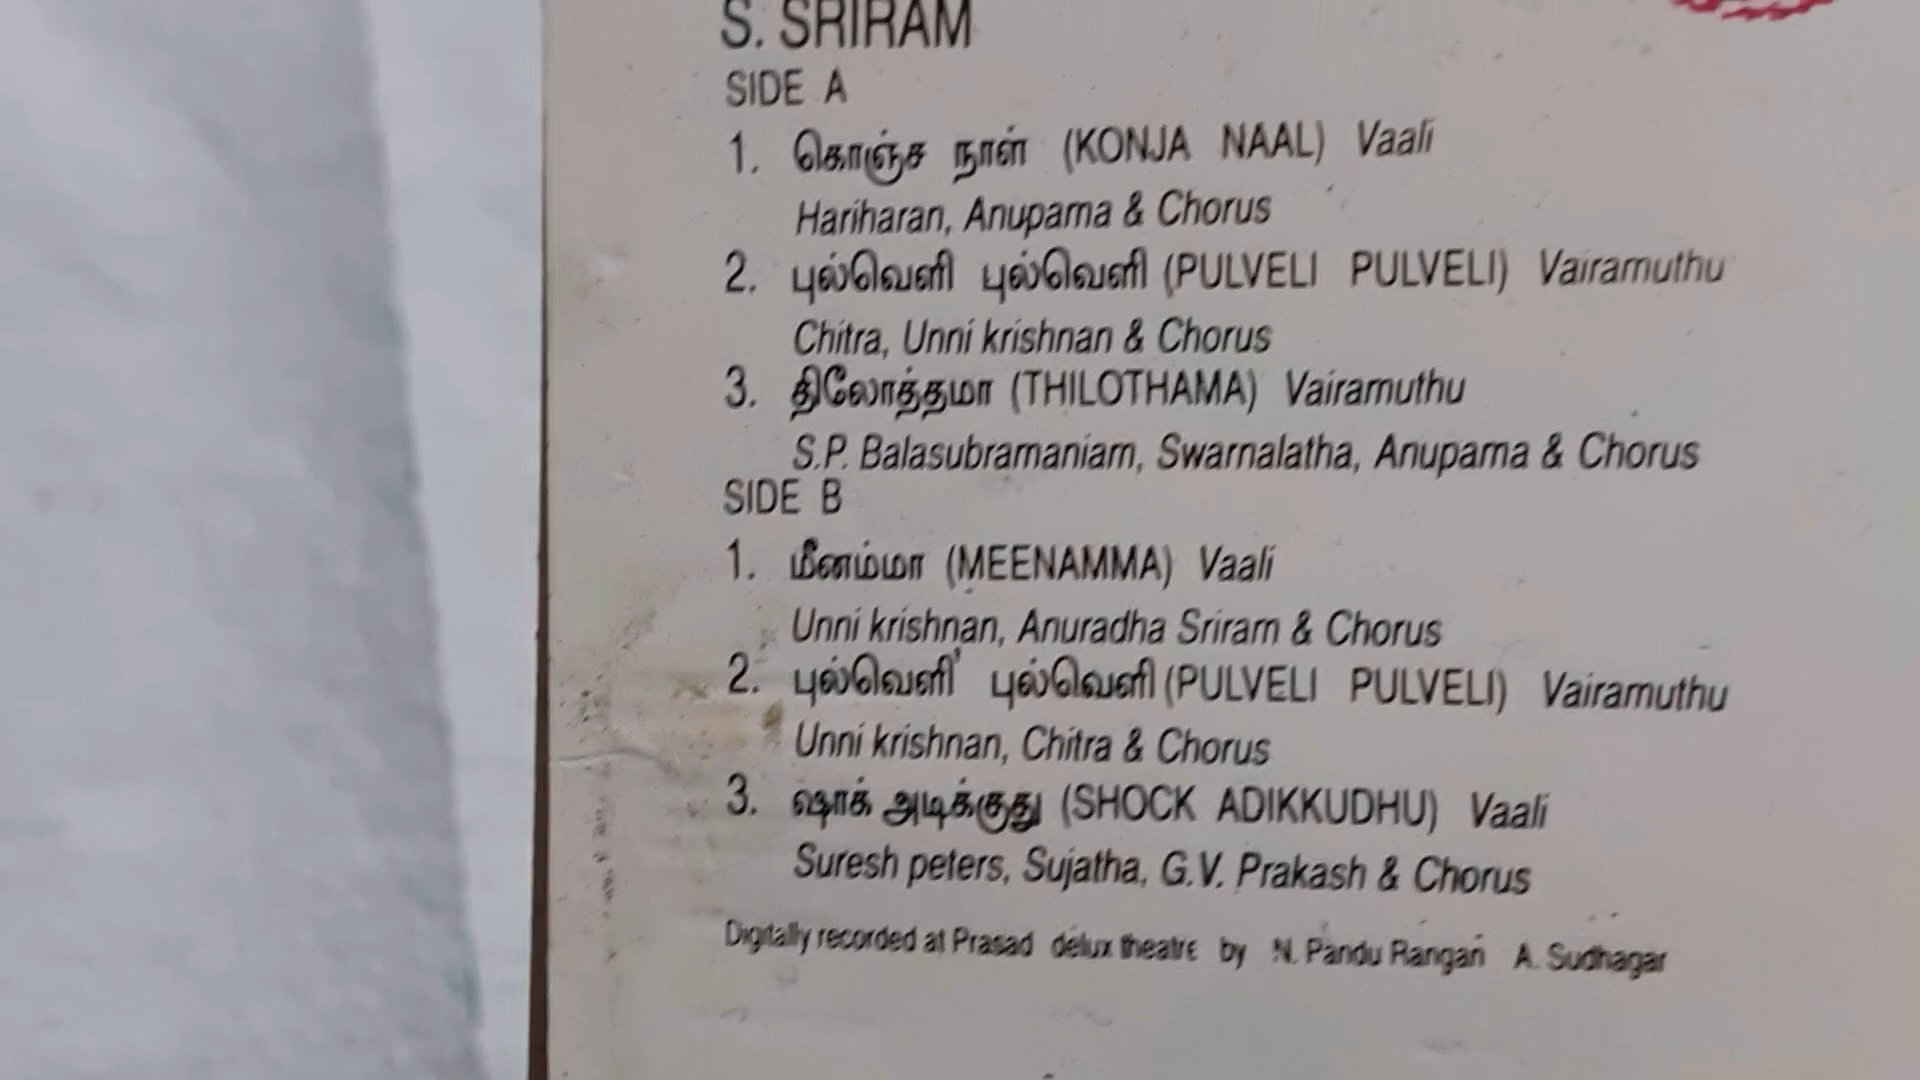 S. SRIRAM
SIDE A
1. கொஞ்ச நாள் (KONJA NAAL) Vaali
Hariharan, Anupama & Chorus
2. புல்வெளி புல்வெளி (PULVELI PULVELI) Vairamuthu
Chitra, Unni krishnan & Chorus
3. திலோத்தமா (THILOTHAMA) Vairamuthu
S.P. Balasubramaniam, Swarnalatha, Anupama & Chorus
SIDE B
1. மீனம்மா (MEENAMMA) Vaali
Unni krishnan, Anuradha Sriram & Chorus
2. புல்வெளி புல்வெளி (PULVELI PULVELI) Vairamuthu
Unni krishnan, Chitra & Chorus
3. ஷாக் அடிக்குது (SHOCK ADIKKUDHU) Vaali
Suresh peters, Sujatha, G.V. Prakash & Chorus
Digitally recorded at Prasad delux theatre by N. Pandu Rangan A. Sudhagar